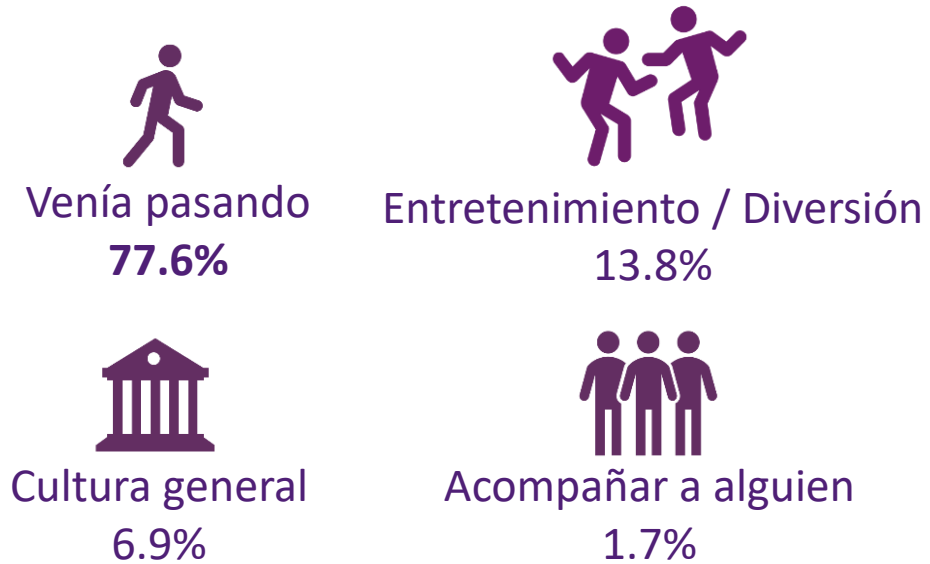 Venía pasando
77.6%
Entretenimiento / Diversión
13.8%
Cultura general
6.9%
Acompañar a alguien
1.7%